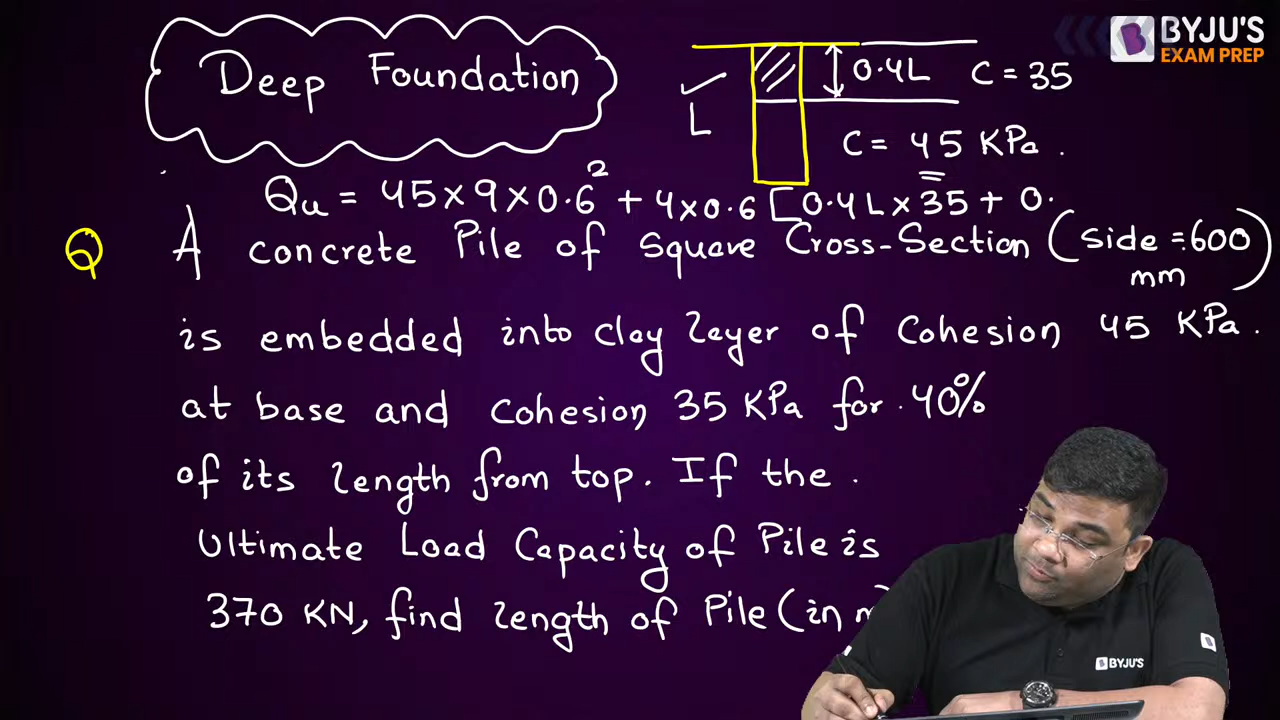 BYJU'S
EXAM PREP
Deep Foundation
0.4L C = 35
L
C = 45 KPa.
Qu = 45×9×0.6² + 4×0.6 [0.4L×35 + 0.
Q A concrete Pile of Square Cross-Section (side = 600 mm)
is embedded into clay layer of Cohesion 45 KPa.
at base and Cohesion 35 KPa for 40%
of its length from top. If the
Ultimate Load Capacity of Pile is
370 KN, find length of Pile (in m
BYJU'S
BYJU'S